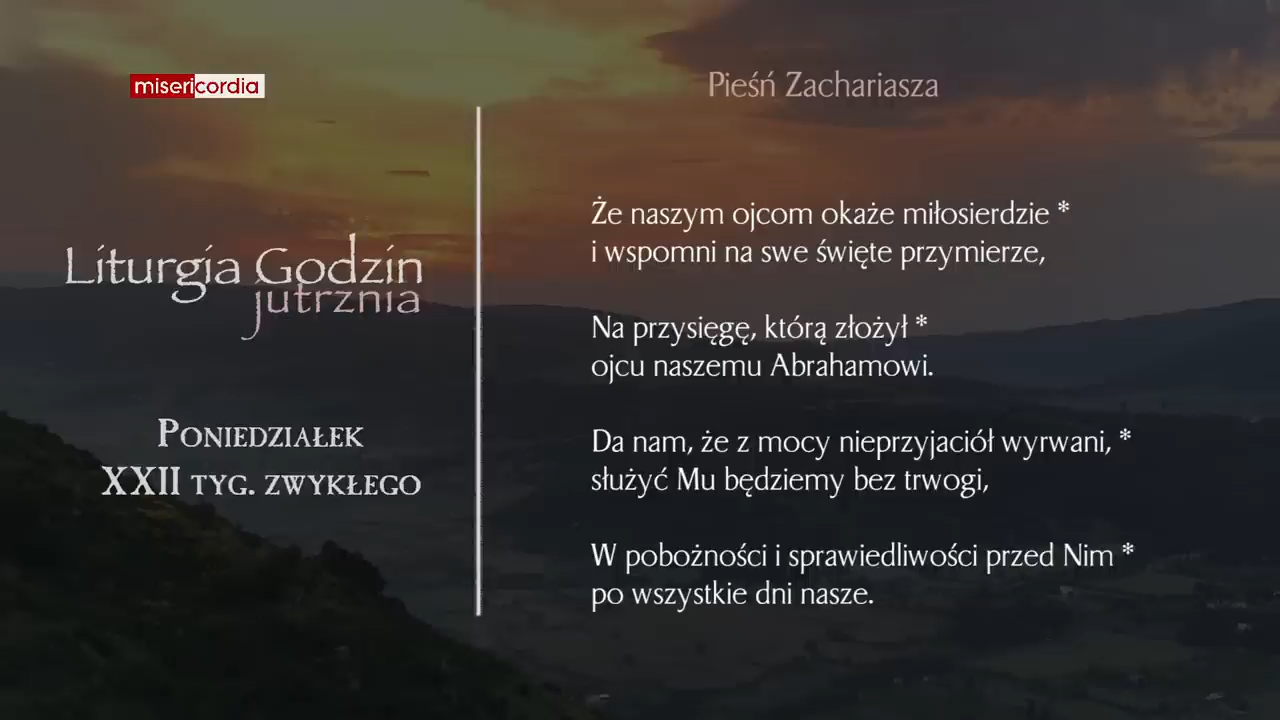 misericordia
Liturgia Godzin
jutrznia
Poniedziałek
XXII tyg. zwykłego
Pieśń Zachariasza
Że naszym ojcom okaże miłosierdzie *
i wspomni na swe święte przymierze,
Na przysięgę, którą złożył *
ojcu naszemu Abrahamowi.
Da nam, że z mocy nieprzyjaciół wyrwani, *
służyć Mu będziemy bez trwogi,
W pobożności i sprawiedliwości przed Nim *
po wszystkie dni nasze.